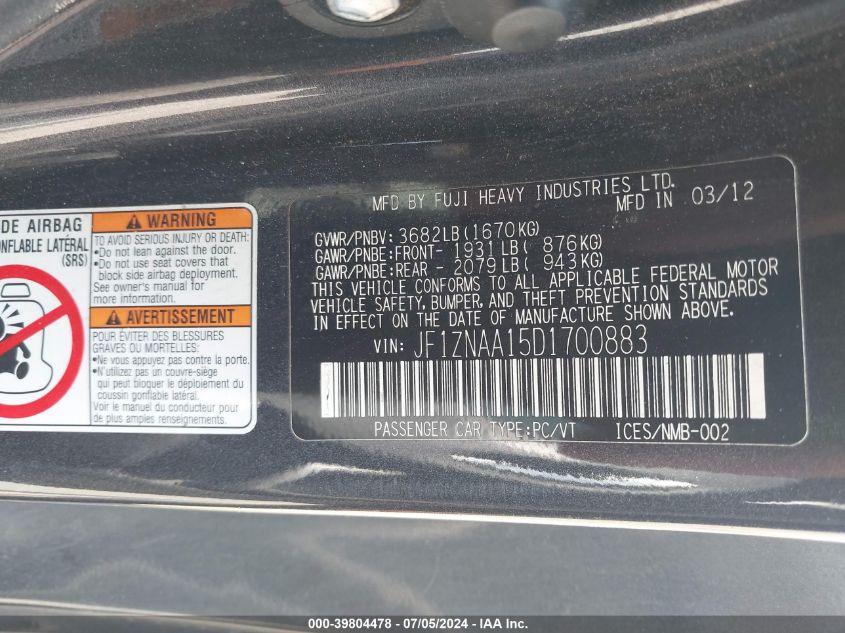 DE AIRBAG
ONFLABLE LATÉRAL
(SRS)
WARNING
TO AVOID SERIOUS INJURY OR DEATH:
•Do not lean against the door.
•Do not use seat covers that
block side airbag deployment.
See owner's manual for
more information.
AVERTISSEMENT
POUR ÉVITER DES BLESSURES
GRAVES OU MORTELLES:
•Ne vous appuyez pas contre la porte.
•N'utilisez pas un couvre-siège
qui peut bloquer le déploiement du
coussin gonflable latéral.
Voir le manuel du conducteur pour
de plus amples renseignements.
MFD BY FUJI HEAVY INDUSTRIES LTD.
MFD IN 03/12
GVWR/PNBV: 3682LB(1670KG)
GAWR/PNBE:FRONT- 1931LB( 876KG)
GAWR/PNBE:REAR - 2079LB( 943KG)
THIS VEHICLE CONFORMS TO ALL APPLICABLE FEDERAL MOTOR
VEHICLE SAFETY, BUMPER, AND THEFT PREVENTION STANDARDS
IN EFFECT ON THE DATE OF MANUFACTURE SHOWN ABOVE.
VIN: JF1ZNAA15D1700883
PASSENGER CAR TYPE:PC/VT ICES/NMB-002
000-39804478 - 07/05/2024 - IAA Inc.